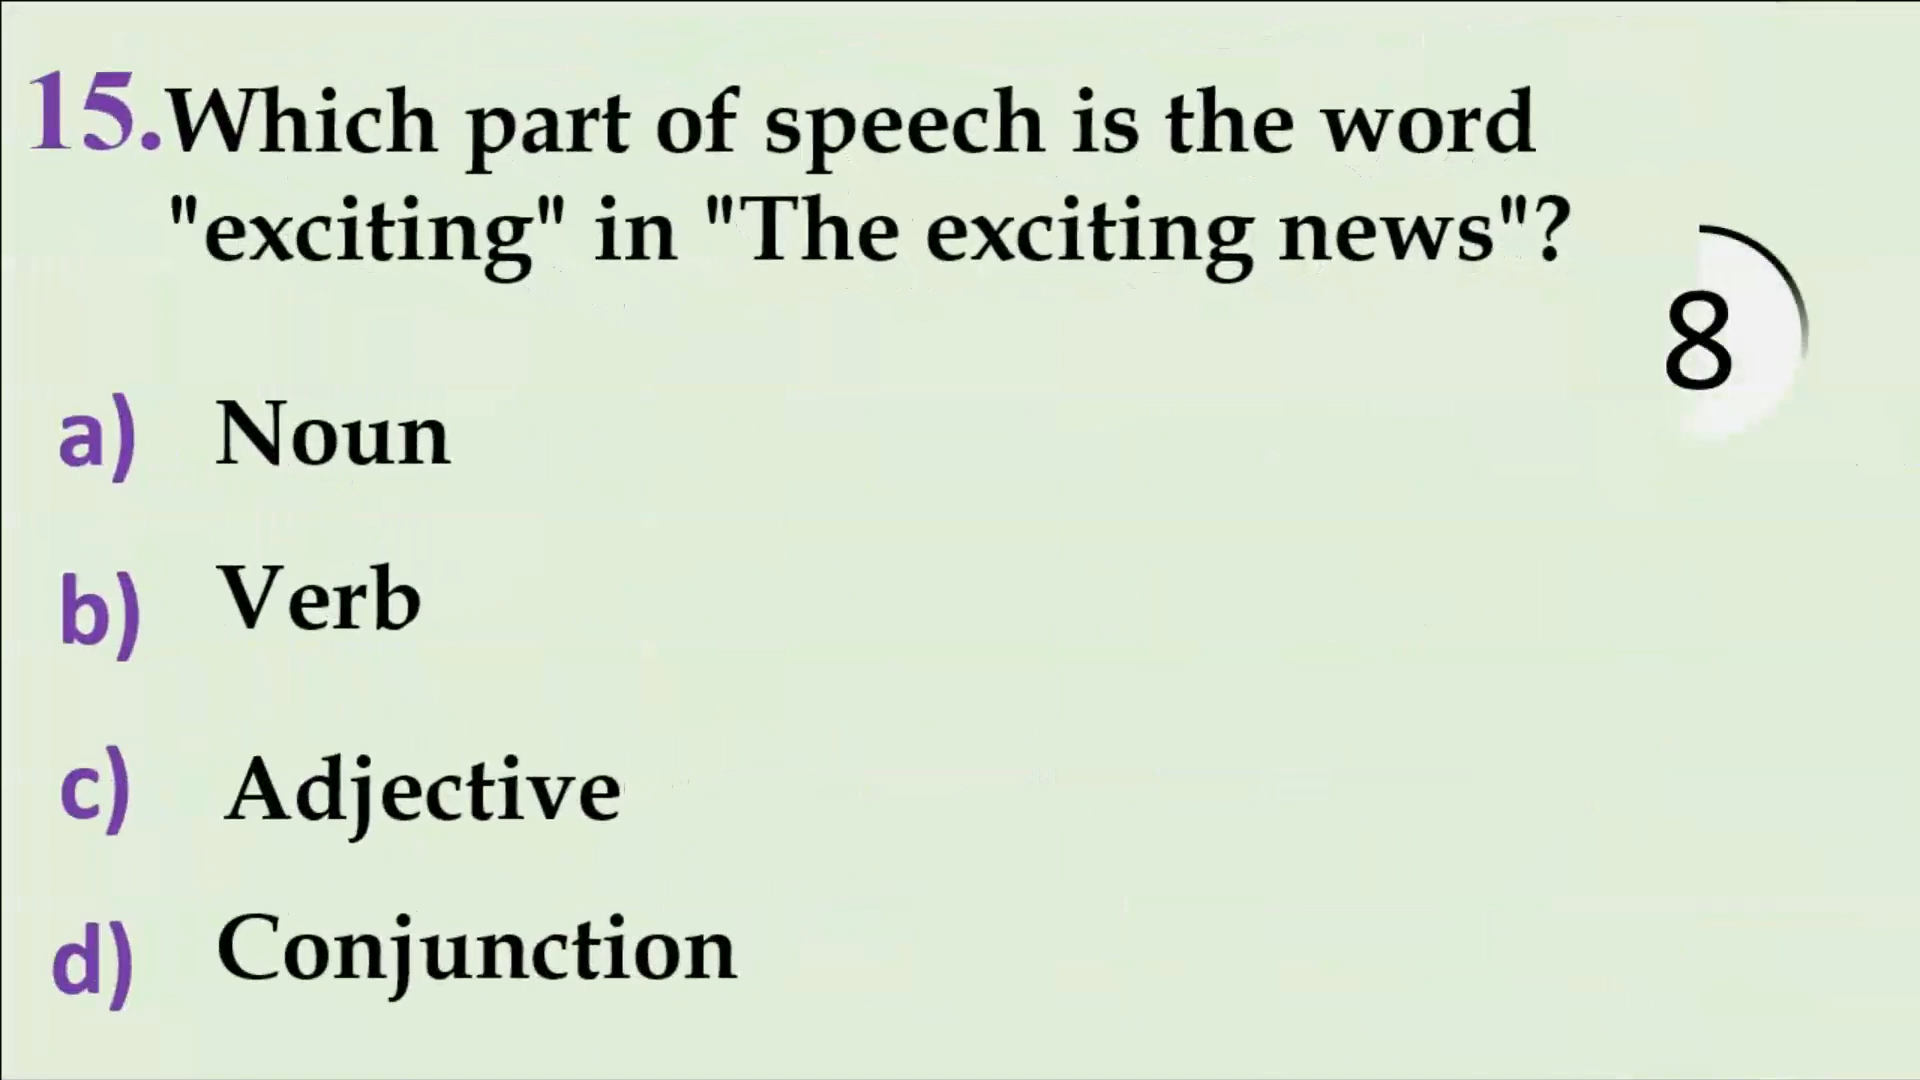 15.Which part of speech is the word
"exciting" in "The exciting news"?
8
a) Noun
b) Verb
c) Adjective
d) Conjunction